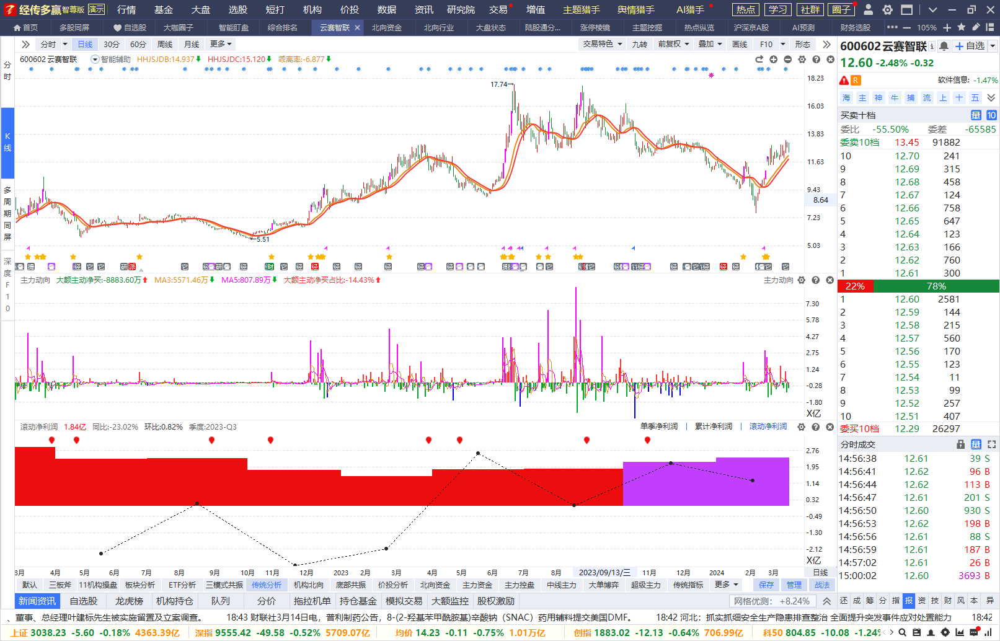 经传多赢 智尊版 演示 行情 基金 大盘 选股 短打 机构 价投 数据 资讯 研究院 交易 增值 主题猎手 舆情猎手 AI猎手 热点 学习 社群 圈子
首页 多股同屏 自选股 大咖圈子 智能盯盘 综合排名 云赛智联 北向资金 北向行业 大盘状态 陆股通分... 涨停棱镜 主题挖掘 热点纵览 沪深京A股 AI预测 财务选股 105%
分时 日线 30分 60分 周线 月线 更多 交易特色 九转 前复权 叠加 画线 F10 形态
600602 云赛智联 智能辅助 HHJSJDB:14.937 HHJSJDC:15.120 乖离率:-6.877
分时
K线
多周期同屏
深度F10
17.74
5.51
18.23
16.03
13.83
11.63
9.43
8.64
7.23
5.03
主力动向 大额主动净买:-8883.60万 MA3:5571.46万 MA5:807.89万 大额主动净买占比:-14.43% 主力动向
7.30
5.78
4.27
2.75
1.24
-0.28
-1.80
X亿
滚动净利润 1.84亿 同比:-23.02% 环比:0.82% 季度:2023-Q3 单季净利润 | 累计净利润 | 滚动净利润
2.76
1.95
1.14
0.32
-0.49
-1.30
-2.12
X亿
3月 4月 5月 6月 7月 8月 9月 10月 11月 12月 2023 2月 3月 4月 5月 6月 7月 8月 2023/09/13/三 11月 12月 2024 2月 3月 日线
默认 三板斧 11机构操盘 板块分析 ETF分析 三模式共振 传统分析 机构北向 底部共振 价投分析 北向资金 主力资金 主力控盘 中线主力 大单博弈 超级主力 传统指标 更多 保存 管理 战法
新闻资讯 自选股 龙虎榜 机构持仓 队列 分价 拖拉机单 持仓基金 模拟交易 大额监控 股权激励 网格优测: +8.24%
600602 云赛智联 自选
12.60 -2.48% -0.32
R 软件信息: -1.47%
海 主 神 牛 捕 流 上 十 五
买卖十档 量 10
委比 -55.50% 委差 -65585
委卖10档 13.45 91882
10 12.70 241
9 12.69 315
8 12.68 458
7 12.67 124
6 12.66 758
5 12.65 647
4 12.64 123
3 12.63 166
2 12.62 760
1 12.61 300
22% 78%
1 12.60 2581
2 12.59 144
3 12.58 215
4 12.57 560
5 12.56 170
6 12.55 123
7 12.54 11
8 12.53 99
9 12.52 257
10 12.51 407
委买10档 12.29 26297
分时成交 量
14:56:38 12.61 39 S
14:56:41 12.62 96 B
14:56:44 12.62 113 B
14:56:47 12.61 201 S
14:56:50 12.60 930 S
14:56:53 12.62 198 B
14:56:56 12.61 88 S
14:56:59 12.61 187 B
14:57:02 12.61 26 B
15:00:02 12.60 3693 B
还 成 筹 分 指 报 资 技 财 风 本 异
、董事、总经理叶建标先生被实施留置及立案调查。 18:43 财联社3月14日电，普利制药公告，8-(2-羟基苯甲酰胺基)辛酸钠（SNAC）药用辅料提交美国DMF。 18:42 河北：抓实抓细安全生产隐患排查整治 全面提升突发事件应对处置能力 18:42
上证 3038.23 -5.60 -0.18% 4363.39亿 深指 9555.42 -49.58 -0.52% 5709.07亿 均价 14.23 -0.11 -0.75% 1.01万亿 创指 1883.02 -12.13 -0.64% 706.99亿 科50 804.85 -10.08 -1.24%